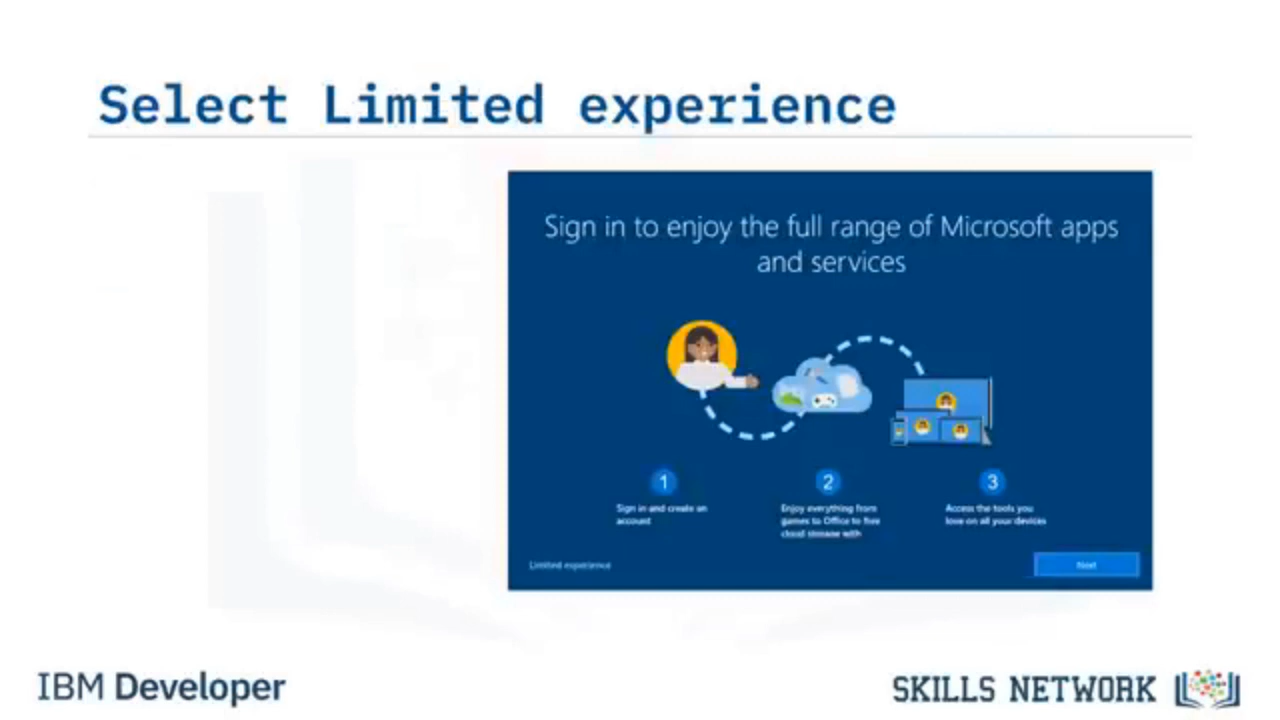 Select Limited experience
Sign in to enjoy the full range of Microsoft apps
and services
1
2
3
Sign in and create an
account
Enjoy everything from
games to Office to free
cloud storage with
Access the tools you
love on all your devices
Limited experience
Next
IBM Developer
SKILLS NETWORK